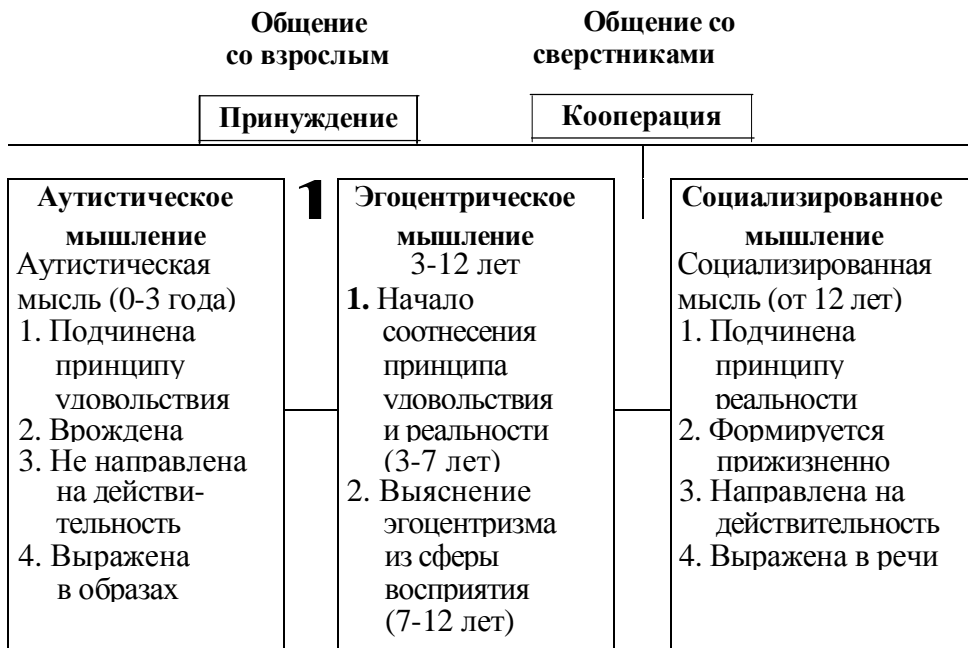 Общение
со взрослым
Общение со
сверстниками
Принуждение
Кооперация
1
Аутистическое
мышление
Аутистическая
мысль (0-3 года)
1. Подчинена
принципу
удовольствия
2. Врождена
3. Не направлена
на действи-
тельность
4. Выражена
в образах
Эгоцентрическое
мышление
3-12 лет
1. Начало
соотнесения
принципа
удовольствия
и реальности
(3-7 лет)
2. Выяснение
эгоцентризма
из сферы
восприятия
(7-12 лет)
Социализированное
мышление
Социализированная
мысль (от 12 лет)
1. Подчинена
принципу
реальности
2. Формируется
прижизненно
3. Направлена на
действительность
4. Выражена в речи